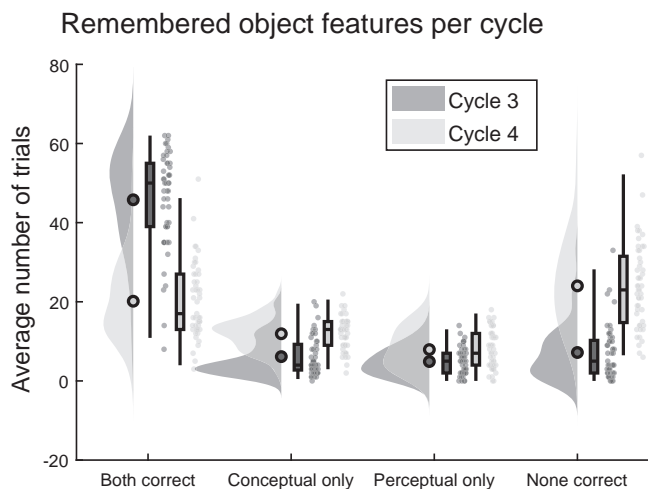 Remembered object features per cycle
80
60
40
20
0
-20
Average number of trials
Cycle 3
Cycle 4
Both correct
Conceptual only
Perceptual only
None correct